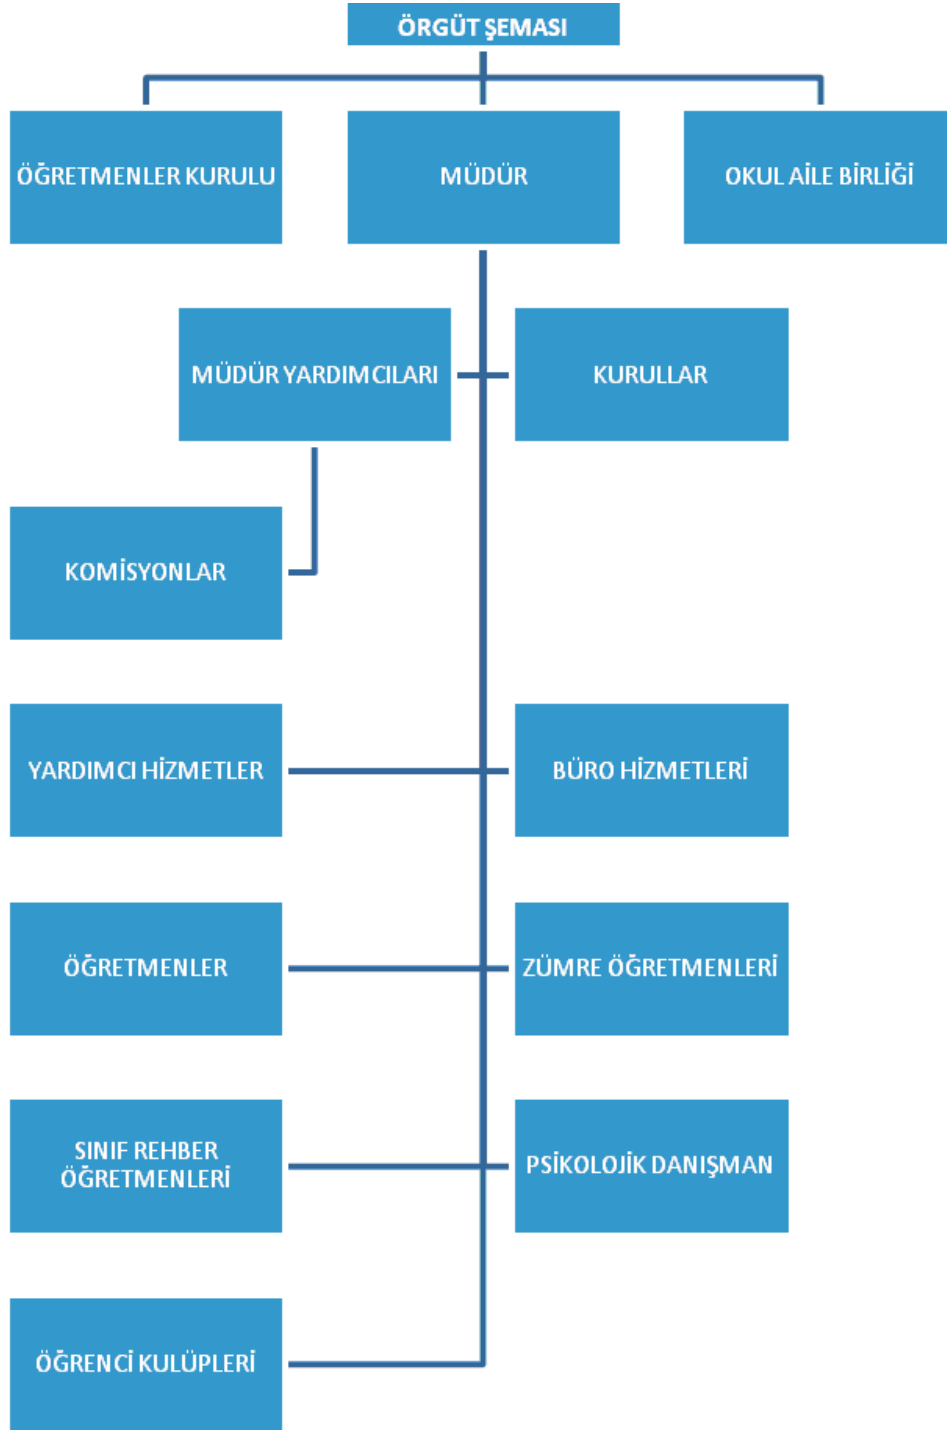 ÖRGÜT ŞEMASI
ÖĞRETMENLER KURULU
MÜDÜR
OKUL AİLE BİRLİĞİ
MÜDÜR YARDIMCILARI
KURULLAR
KOMİSYONLAR
YARDIMCI HİZMETLER
BÜRO HİZMETLERİ
ÖĞRETMENLER
ZÜMRE ÖĞRETMENLERİ
SINIF REHBER
ÖĞRETMENLERİ
PSİKOLOJİK DANIŞMAN
ÖĞRENCİ KULÜPLERİ